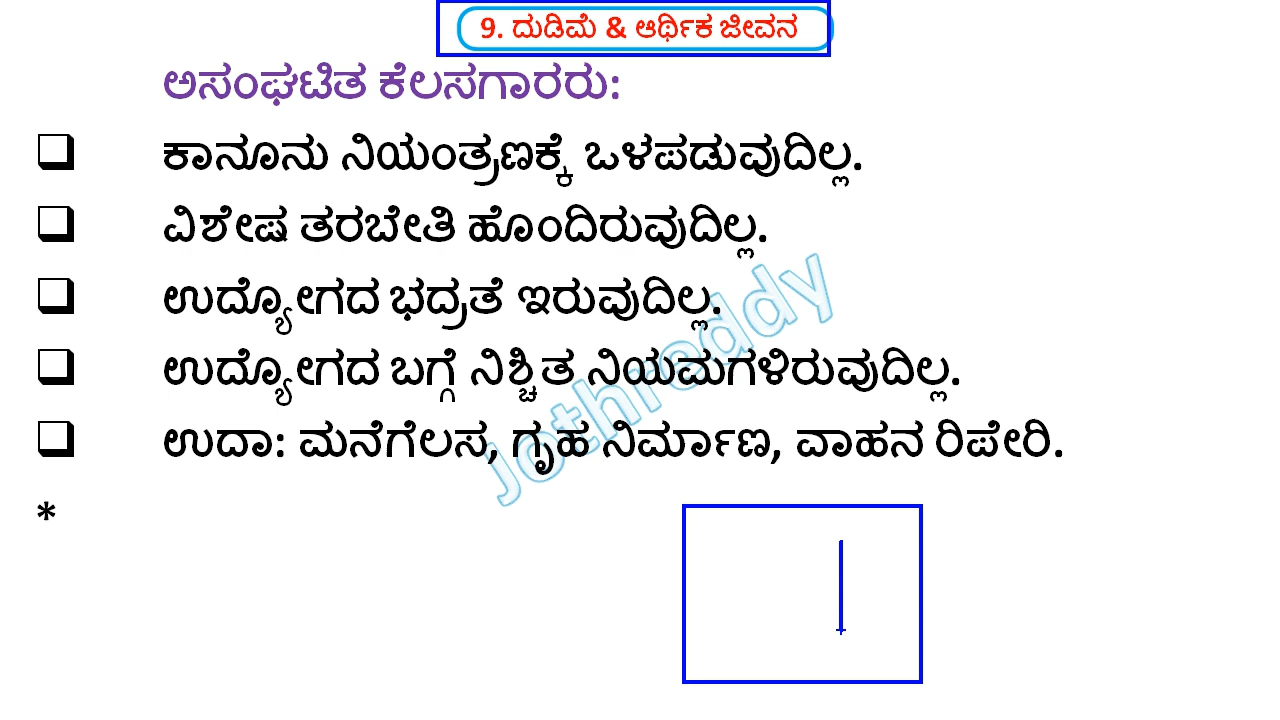 9. ದುಡಿಮೆ & ಆರ್ಥಿಕ ಜೀವನ
ಅಸಂಘಟಿತ ಕೆಲಸಗಾರರು:
❑ ಕಾನೂನು ನಿಯಂತ್ರಣಕ್ಕೆ ಒಳಪಡುವುದಿಲ್ಲ.
❑ ವಿಶೇಷ ತರಬೇತಿ ಹೊಂದಿರುವುದಿಲ್ಲ.
❑ ಉದ್ಯೋಗದ ಭದ್ರತೆ ಇರುವುದಿಲ್ಲ.
❑ ಉದ್ಯೋಗದ ಬಗ್ಗೆ ನಿಶ್ಚಿತ ನಿಯಮಗಳಿರುವುದಿಲ್ಲ.
❑ ಉದಾ: ಮನೆಗೆಲಸ, ಗೃಹ ನಿರ್ಮಾಣ, ವಾಹನ ರಿಪೇರಿ.
*
Jothreddy